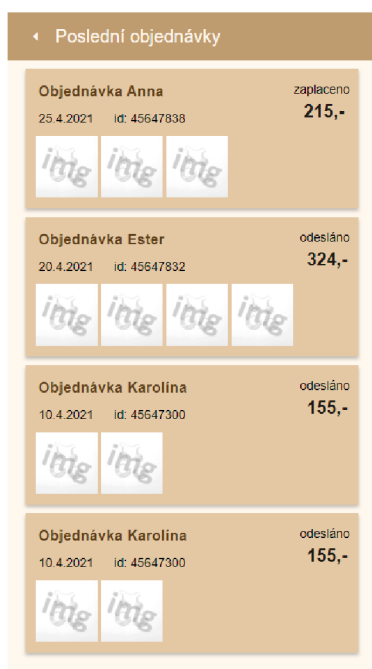 Poslední objednávky
Objednávka Anna
zaplaceno
25.4.2021 id: 45647838
215,-
img img img
Objednávka Ester
odesláno
20.4.2021 id: 45647832
324,-
img img img img
Objednávka Karolína
odesláno
10.4.2021 id: 45647300
155,-
img img
Objednávka Karolína
odesláno
10.4.2021 id: 45647300
155,-
img img